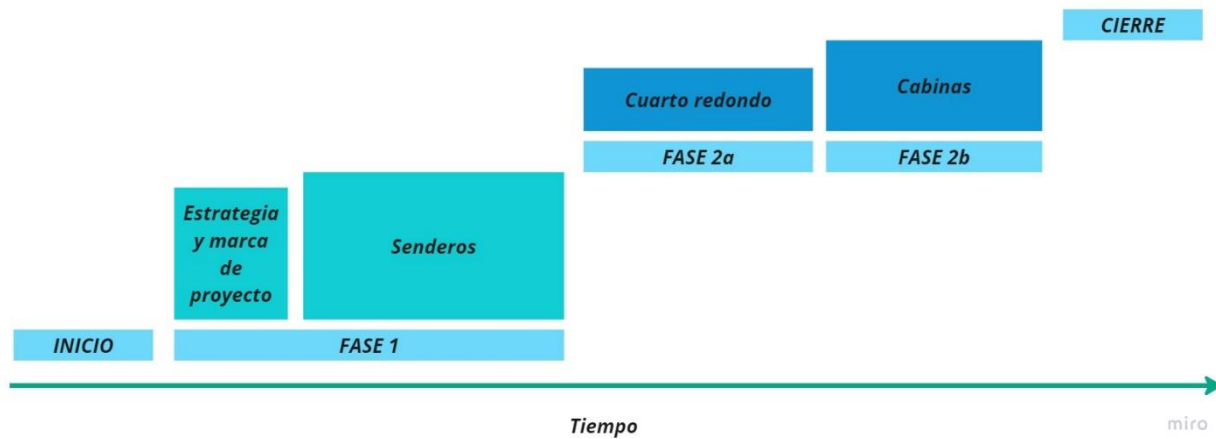 CIERRE
Cabinas
Cuarto redondo
FASE 2a
FASE 2b
Estrategia
y marca
de
proyecto
Senderos
INICIO
FASE 1
Tiempo
miro